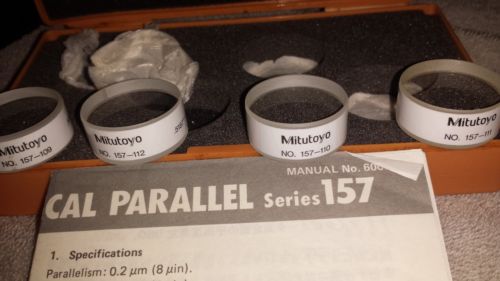 Mitutoyo
NO. 157-109
Mitutoyo
NO. 157-112
Mitutoyo
NO. 157-110
Mitutoyo
NO. 157-111
MANUAL No.
CAL PARALLEL Series 157
1. Specifications
Parallelism: 0.2 μm (8 μin).